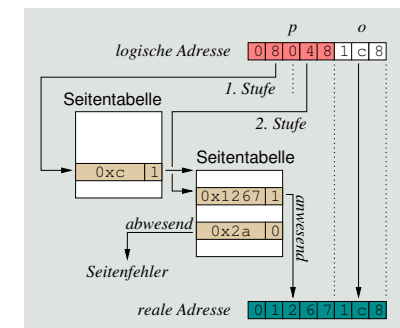 p o
logische Adresse 0 8 0 4 8 1 c 8
1. Stufe
Seitentabelle
2. Stufe
Seitentabelle
0xc 1
0x1267 1
abwesend
0x2a 0
anwesend
Seitenfehler
reale Adresse 0 1 2 6 7 1 c 8